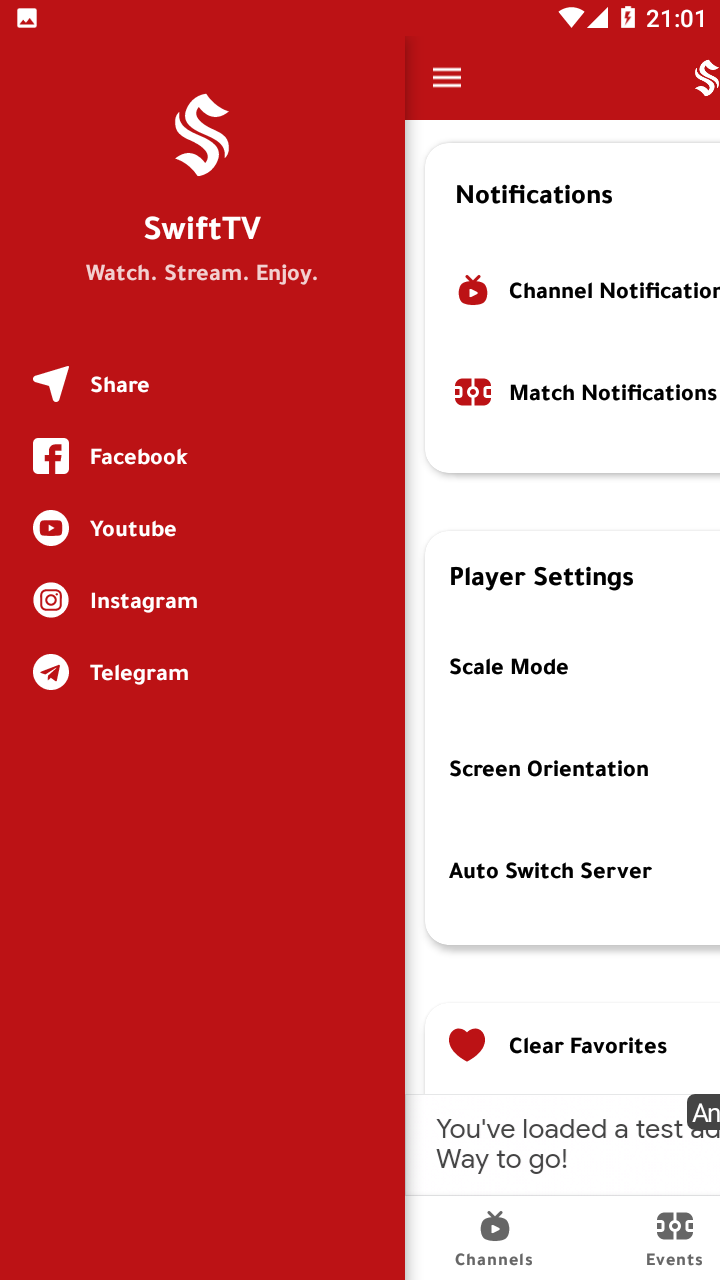 21:01
SwiftTV
Watch. Stream. Enjoy.
Share
Facebook
Youtube
Instagram
Telegram
Notifications
Channel Notification
Match Notifications
Player Settings
Scale Mode
Screen Orientation
Auto Switch Server
Clear Favorites
An
You've loaded a test ad
Way to go!
Channels
Events